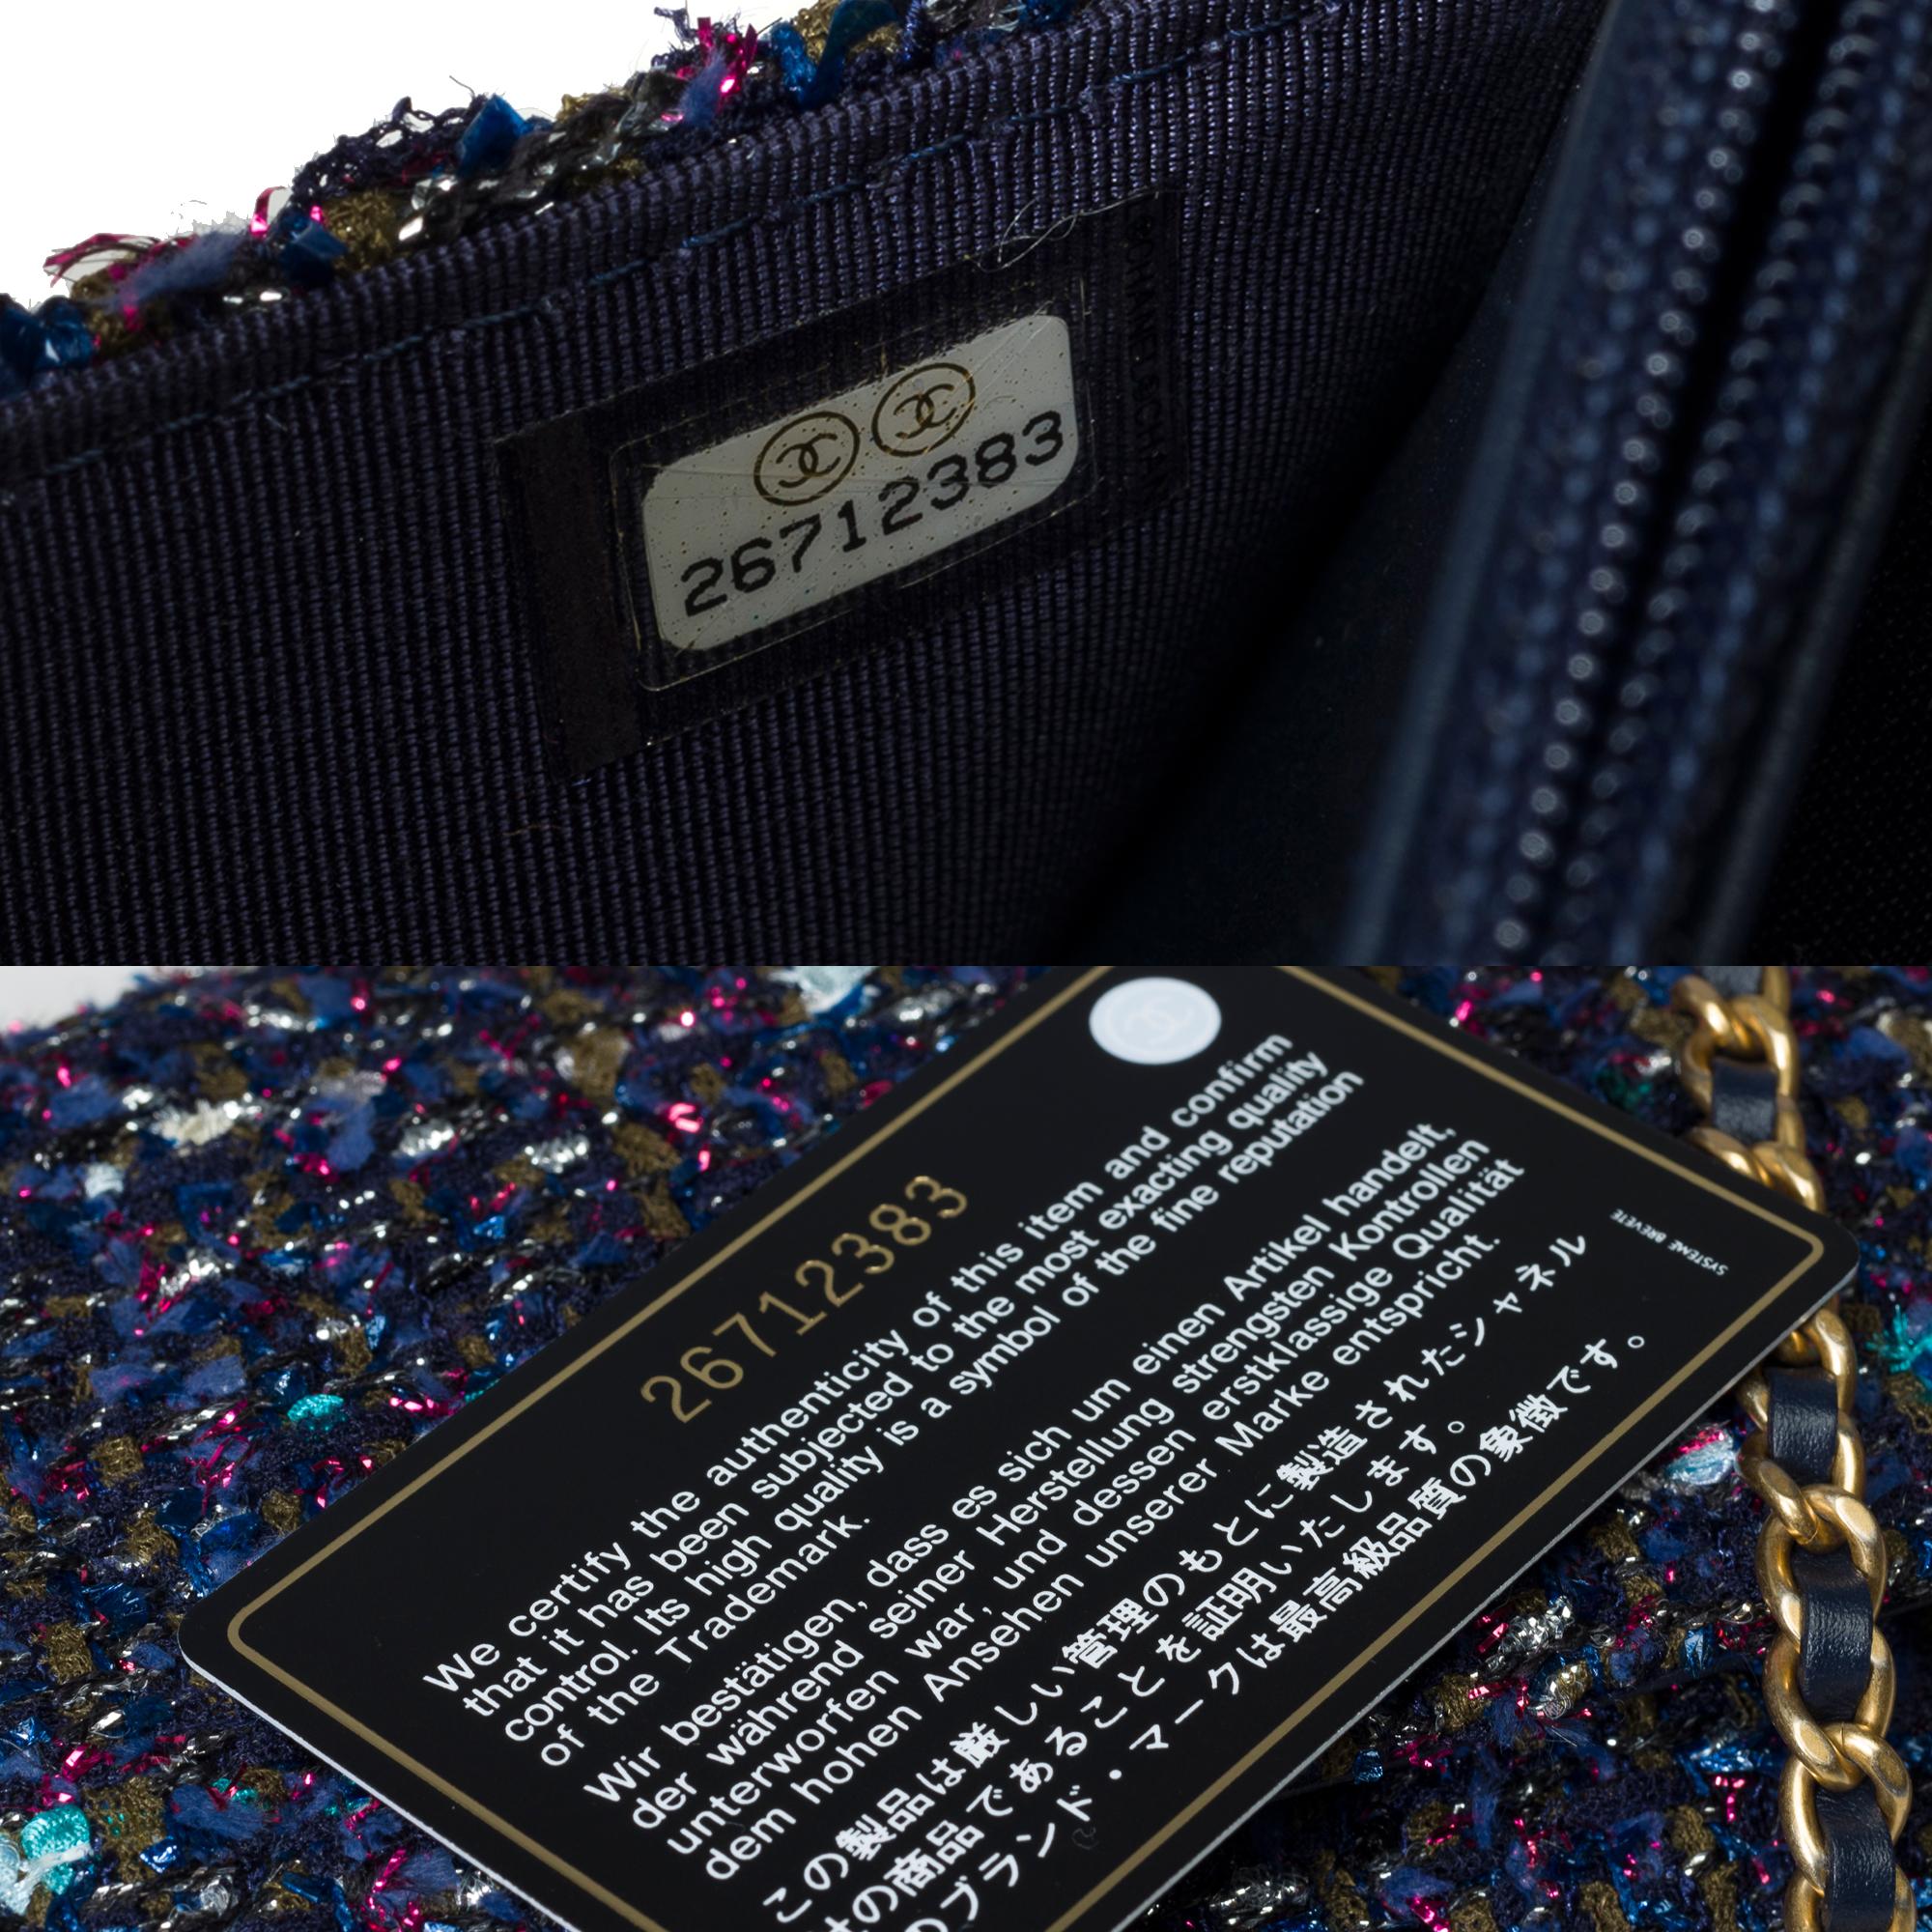 26712383
CHANEL
26712383
We certify the authenticity of this item and confirm
that it has been subjected to the most exacting quality
control. Its high quality is a symbol of the fine reputation
of the Trademark.
Wir bestätigen, dass es sich um einen Artikel handelt,
der während seiner Herstellung strengsten Kontrollen
unterworfen war, und dessen erstklassige Qualität
dem hohen Ansehen unserer Marke entspricht.
この製品は厳しい管理のもとに製造されたシャネル
の商品であることを証明いたします。
のブランド・マークは最高級品質の象徴です。
SYSTEME BREVETE